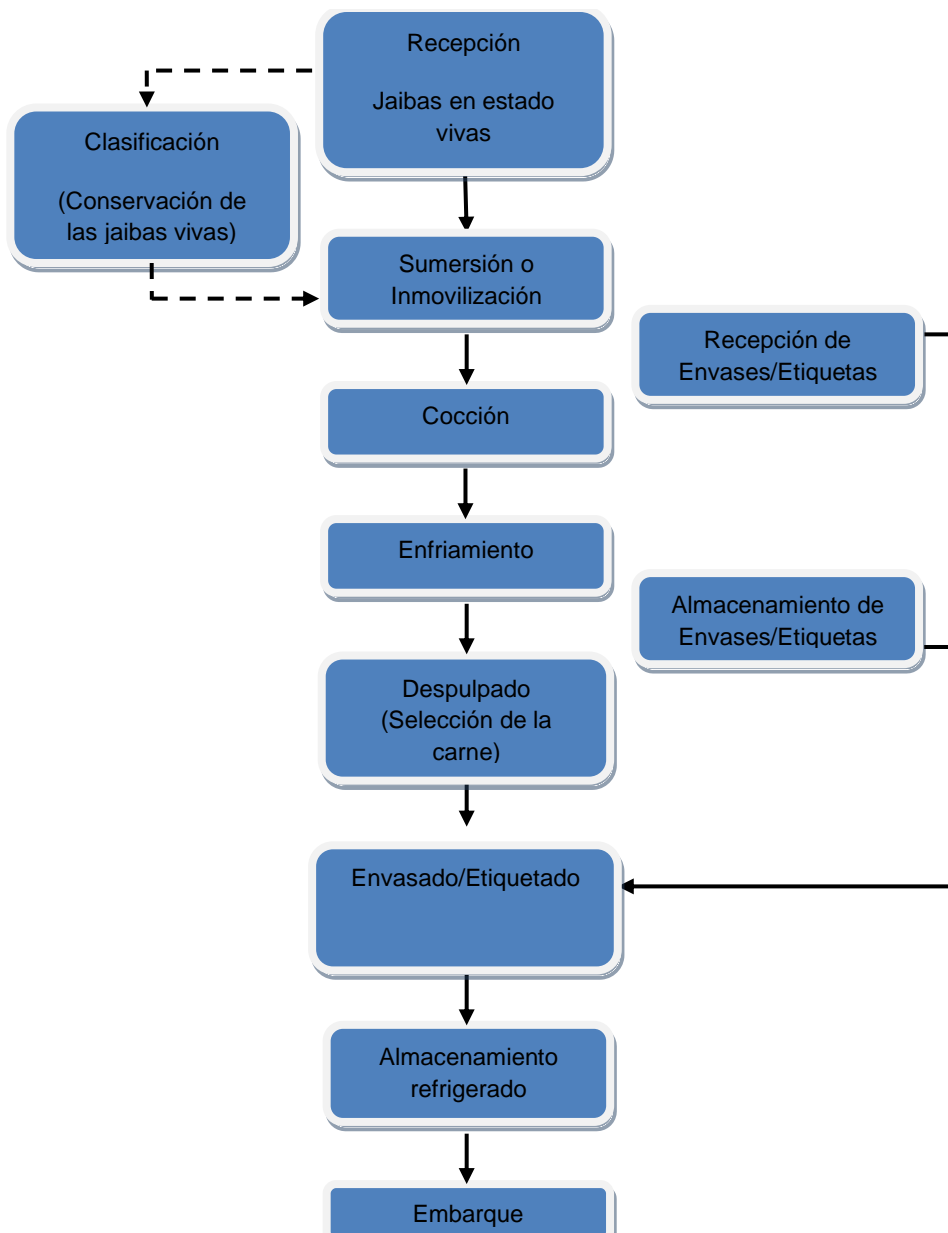 Recepción
Jaibas en estado
vivas
Clasificación
(Conservación de
las jaibas vivas)
Sumersión o
Inmovilización
Recepción de
Envases/Etiquetas
Cocción
Enfriamiento
Almacenamiento de
Envases/Etiquetas
Despulpado
(Selección de la
carne)
Envasado/Etiquetado
Almacenamiento
refrigerado
Embarque